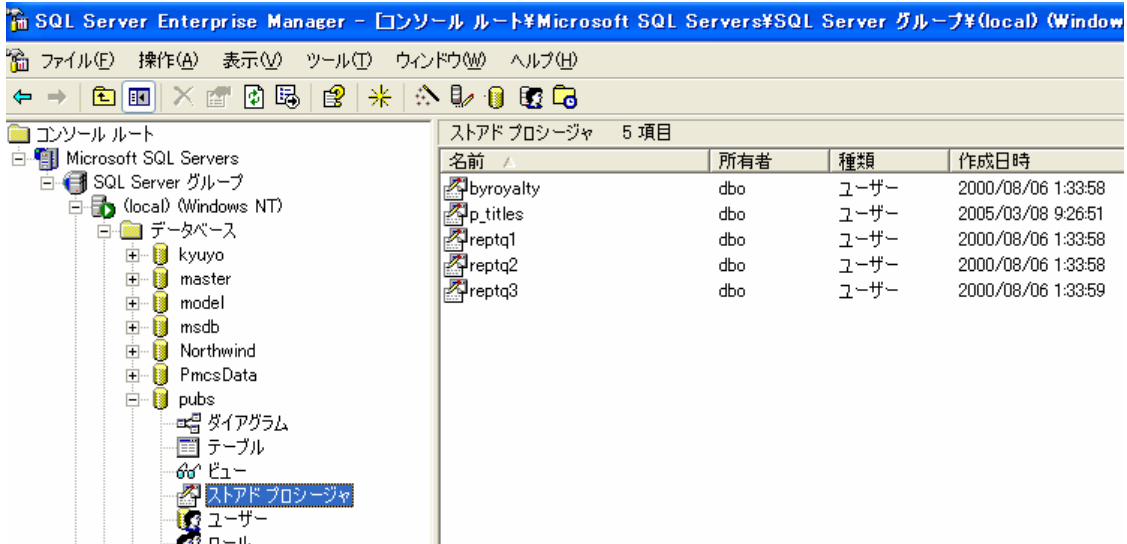 SQL Server Enterprise Manager - [コンソール ルート¥Microsoft SQL Servers¥SQL Server グループ¥(local) (Window
ファイル(F) 操作(A) 表示(V) ツール(T) ウィンドウ(W) ヘルプ(H)
コンソール ルート
Microsoft SQL Servers
SQL Server グループ
(local) (Windows NT)
データベース
kyuyo
master
model
msdb
Northwind
PmcsData
pubs
ダイアグラム
テーブル
ビュー
ストアド プロシージャ
ユーザー
ロール
ストアド プロシージャ 5 項目
名前 所有者 種類 作成日時
byroyalty dbo ユーザー 2000/08/06 1:33:58
p_titles dbo ユーザー 2005/03/08 9:26:51
reptq1 dbo ユーザー 2000/08/06 1:33:58
reptq2 dbo ユーザー 2000/08/06 1:33:58
reptq3 dbo ユーザー 2000/08/06 1:33:59